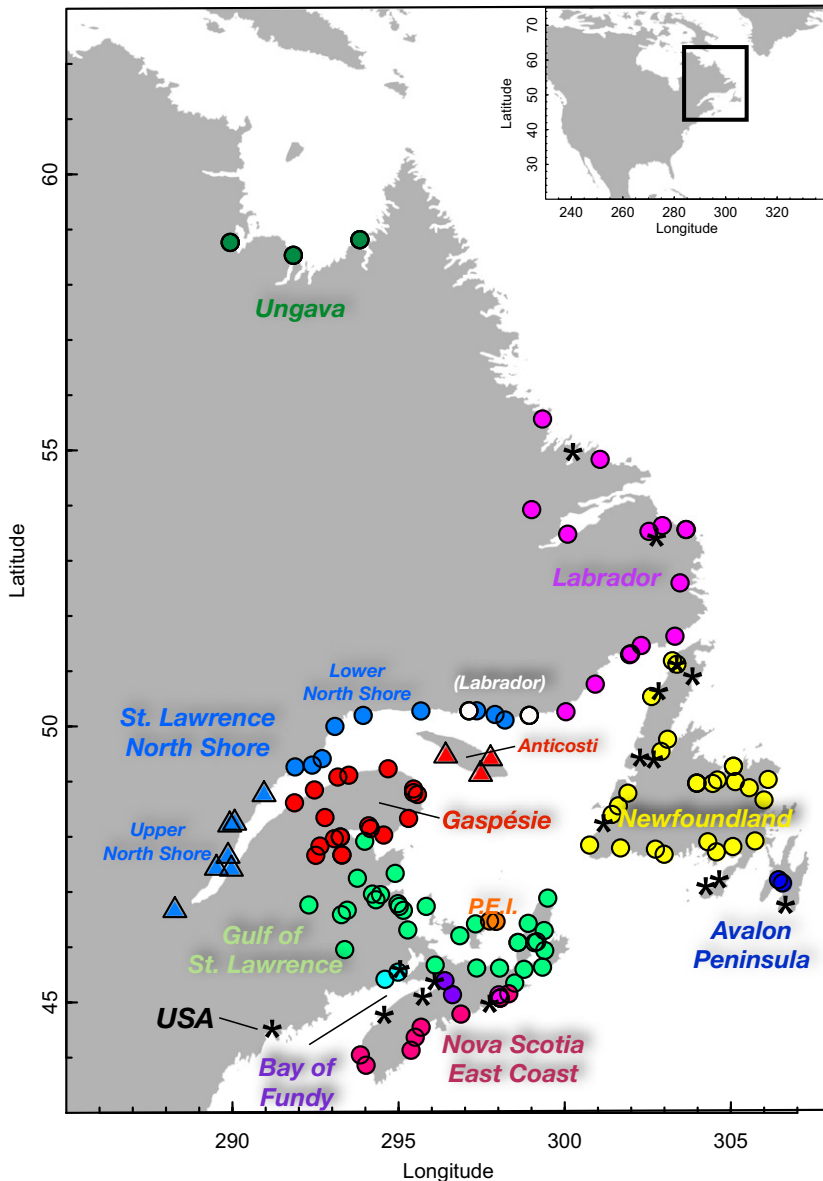 70
60
50
40
30
20
Latitude
240
260
280
300
320
Longitude
60
55
50
45
Latitude
Ungava
Labrador
Lower
North Shore
(Labrador)
St. Lawrence
North Shore
Anticosti
Gaspésie
Newfoundland
Upper
North Shore
P.E.I.
Gulf of
St. Lawrence
Avalon
Peninsula
USA
Bay of
Fundy
Nova Scotia
East Coast
290
295
300
305
Longitude